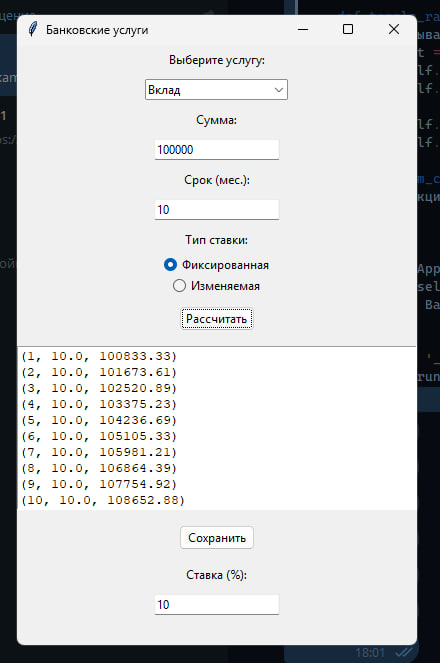 Банковские услуги
Выберите услугу:
Вклад
Сумма:
100000
Срок (мес.):
10
Тип ставки:
Фиксированная
Изменяемая
Рассчитать
(1, 10.0, 100833.33)
(2, 10.0, 101673.61)
(3, 10.0, 102520.89)
(4, 10.0, 103375.23)
(5, 10.0, 104236.69)
(6, 10.0, 105105.33)
(7, 10.0, 105981.21)
(8, 10.0, 106864.39)
(9, 10.0, 107754.92)
(10, 10.0, 108652.88)
Сохранить
Ставка (%):
10
18:01